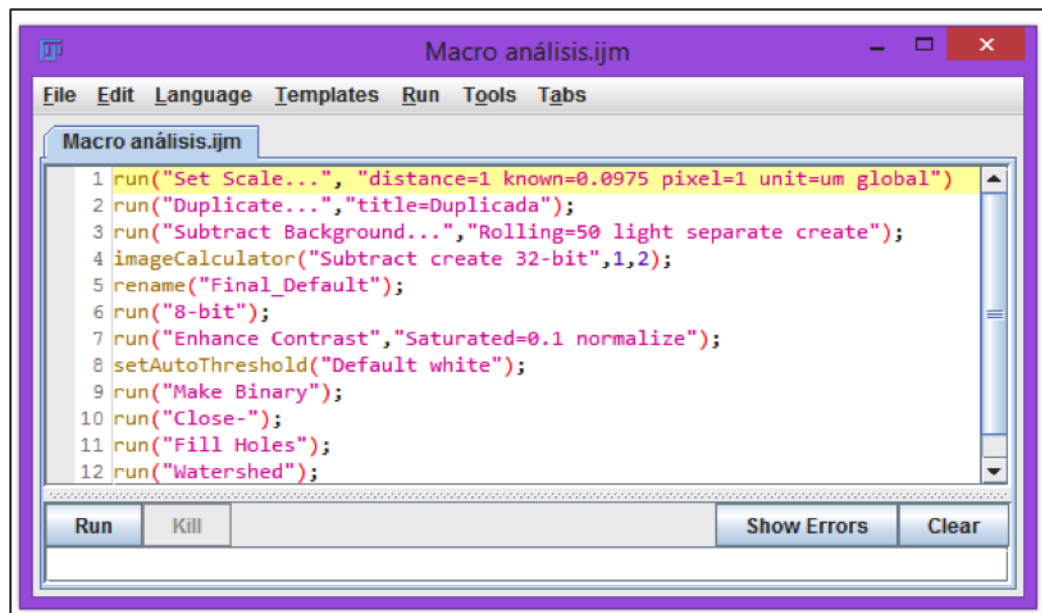 Macro análisis.ijm
File Edit Language Templates Run Tools Tabs
Macro análisis.ijm
1 run("Set Scale...", "distance=1 known=0.0975 pixel=1 unit=um global")
2 run("Duplicate...","title=Duplicada");
3 run("Subtract Background...","Rolling=50 light separate create");
4 imageCalculator("Subtract create 32-bit",1,2);
5 rename("Final_Default");
6 run("8-bit");
7 run("Enhance Contrast","Saturated=0.1 normalize");
8 setAutoThreshold("Default white");
9 run("Make Binary");
10 run("Close-");
11 run("Fill Holes");
12 run("Watershed");
Run Kill Show Errors Clear